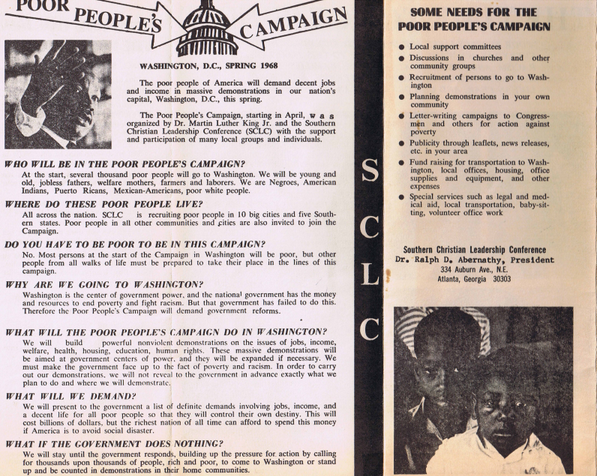 POOR PEOPLE'S CAMPAIGN
WASHINGTON, D.C., SPRING 1968
The poor people of America will demand decent jobs
and income in massive demonstrations in our nation's
capital, Washington, D.C., this spring.
The Poor People's Campaign, starting in April, was
organized by Dr. Martin Luther King Jr. and the Southern
Christian Leadership Conference (SCLC) with the support
and participation of many local groups and individuals.
WHO WILL BE IN THE POOR PEOPLE'S CAMPAIGN?
At the start, several thousand poor people will go to Washington. We will be young and
old, jobless fathers, welfare mothers, farmers and laborers. We are Negroes, American
Indians, Puerto Ricans, Mexican-Americans, poor white people.
WHERE DO THESE POOR PEOPLE LIVE?
All across the nation. SCLC is recruiting poor people in 10 big cities and five South-
ern states. Poor people in all other communities and cities are also invited to join the
Campaign.
DO YOU HAVE TO BE POOR TO BE IN THIS CAMPAIGN?
No. Most persons at the start of the Campaign in Washington will be poor, but other
people from all walks of life must be prepared to take their place in the lines of this
campaign.
WHY ARE WE GOING TO WASHINGTON?
Washington is the center of government power, and the national government has the money
and resources to end poverty and fight racism. But that government has failed to do this.
Therefore the Poor People's Campaign will demand government reforms.
WHAT WILL THE POOR PEOPLE'S CAMPAIGN DO IN WASHINGTON?
We will build powerful nonviolent demonstrations on the issues of jobs, income,
welfare, health, housing, education, human rights. These massive demonstrations will
be aimed at government centers of power, and they will be expanded if necessary. We
must make the government face up to the fact of poverty and racism. In order to carry
out our demonstrations, we will not reveal to the government in advance exactly what we
plan to do and where we will demonstrate.
WHAT WILL WE DEMAND?
We will present to the government a list of definite demands involving jobs, income, and
a decent life for all poor people so that they will control their own destiny. This will
cost billions of dollars, but the richest nation of all time can afford to spend this money
if America is to avoid social disaster.
WHAT IF THE GOVERNMENT DOES NOTHING?
We will stay until the government responds, building up the pressure for action by calling
for thousands upon thousands of people, rich and poor, to come to Washington or stand
up and be counted in demonstrations in their home communities.
S
C
L
C
SOME NEEDS FOR THE
POOR PEOPLE'S CAMPAIGN
● Local support committees
● Discussions in churches and other
community groups
● Recruitment of persons to go to Wash-
ington
● Planning demonstrations in your own
community
● Letter-writing campaigns to Congress-
men and others for action against
poverty
● Publicity through leaflets, news releases,
etc. in your area
● Fund raising for transportation to Wash-
ington, local offices, housing, office
supplies and equipment, and other
expenses
● Special services such as legal and med-
ical aid, local transportation, baby-sit-
ting, volunteer office work
Southern Christian Leadership Conference
Dr. Ralph D. Abernathy, President
334 Auburn Ave., N.E.
Atlanta, Georgia 30303